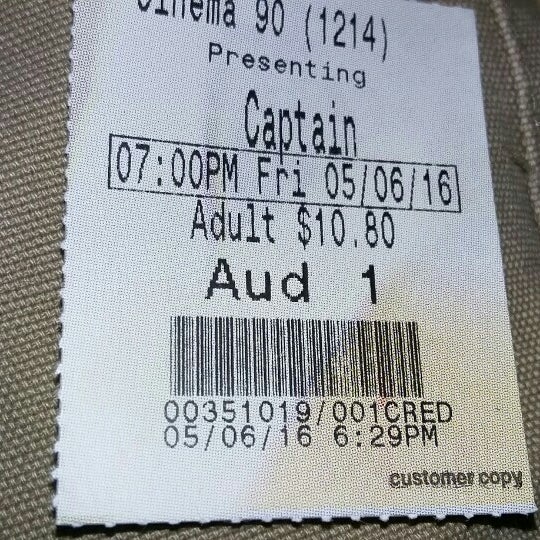 Cinema 90 (1214)
Presenting
Captain
07:00PM Fri 05/06/16
Adult $10.80
Aud 1
00351019/001CRED
05/06/16 6:29PM
customer copy